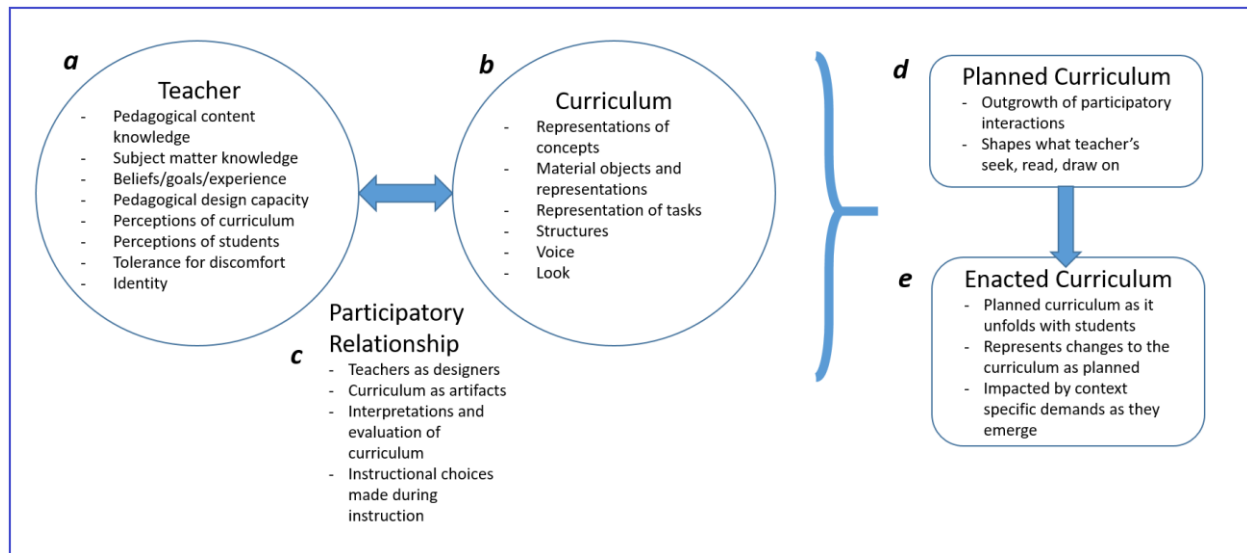 a
Teacher
- Pedagogical content
knowledge
- Subject matter knowledge
- Beliefs/goals/experience
- Pedagogical design capacity
- Perceptions of curriculum
- Perceptions of students
- Tolerance for discomfort
- Identity
b
Curriculum
- Representations of
concepts
- Material objects and
representations
- Representation of tasks
- Structures
- Voice
- Look
Participatory
Relationship
c
- Teachers as designers
- Curriculum as artifacts
- Interpretations and
evaluation of
curriculum
- Instructional choices
made during
instruction
d
Planned Curriculum
- Outgrowth of participatory
interactions
- Shapes what teacher's
seek, read, draw on
e
Enacted Curriculum
- Planned curriculum as it
unfolds with students
- Represents changes to the
curriculum as planned
- Impacted by context
specific demands as they
emerge